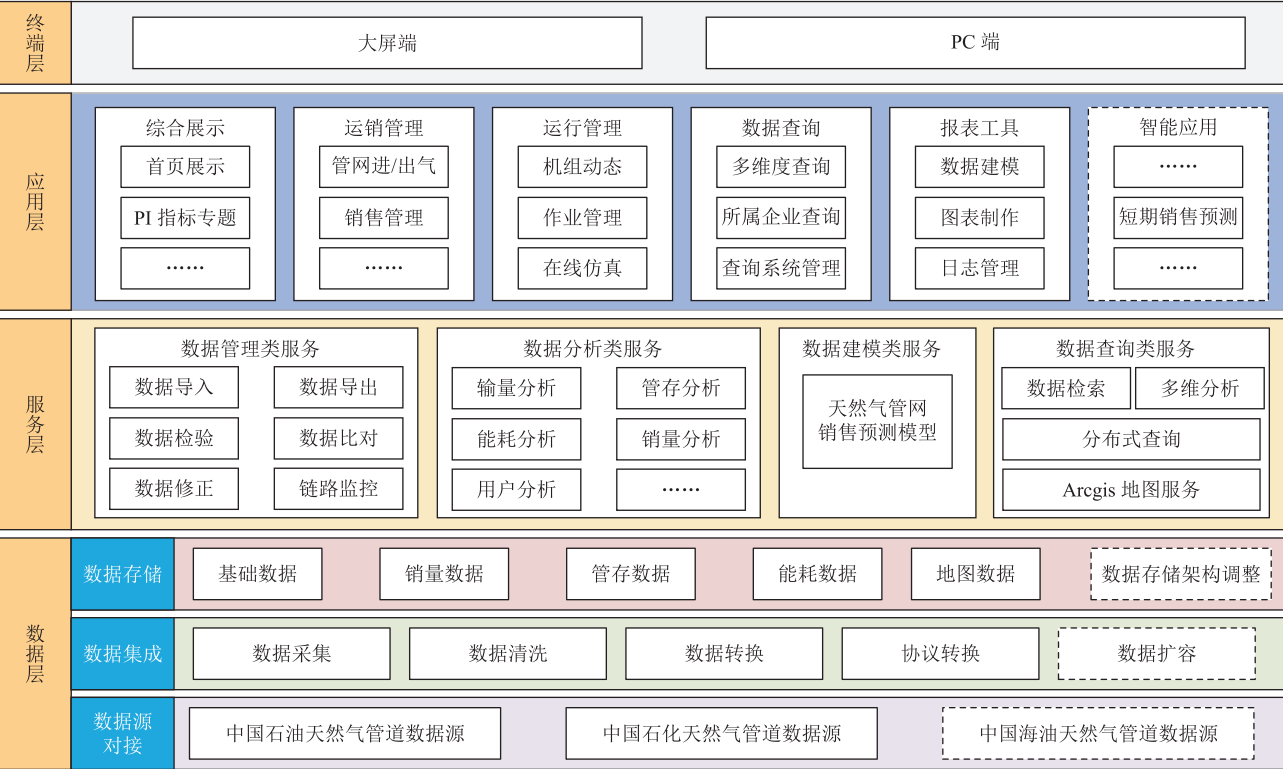 终端层
大屏端
PC 端
应用层
综合展示
首页展示
PI 指标专题
……
运销管理
管网进/出气
销售管理
……
运行管理
机组动态
作业管理
在线仿真
数据查询
多维度查询
所属企业查询
查询系统管理
报表工具
数据建模
图表制作
日志管理
智能应用
……
短期销售预测
……
服务层
数据管理类服务
数据导入
数据导出
数据检验
数据比对
数据修正
链路监控
数据分析类服务
输量分析
管存分析
能耗分析
销量分析
用户分析
……
数据建模类服务
天然气管网
销售预测模型
数据查询类服务
数据检索
多维分析
分布式查询
Arcgis 地图服务
数据层
数据存储
基础数据
销量数据
管存数据
能耗数据
地图数据
数据存储架构调整
数据集成
数据采集
数据清洗
数据转换
协议转换
数据扩容
数据源
对接
中国石油天然气管道数据源
中国石化天然气管道数据源
中国海油天然气管道数据源